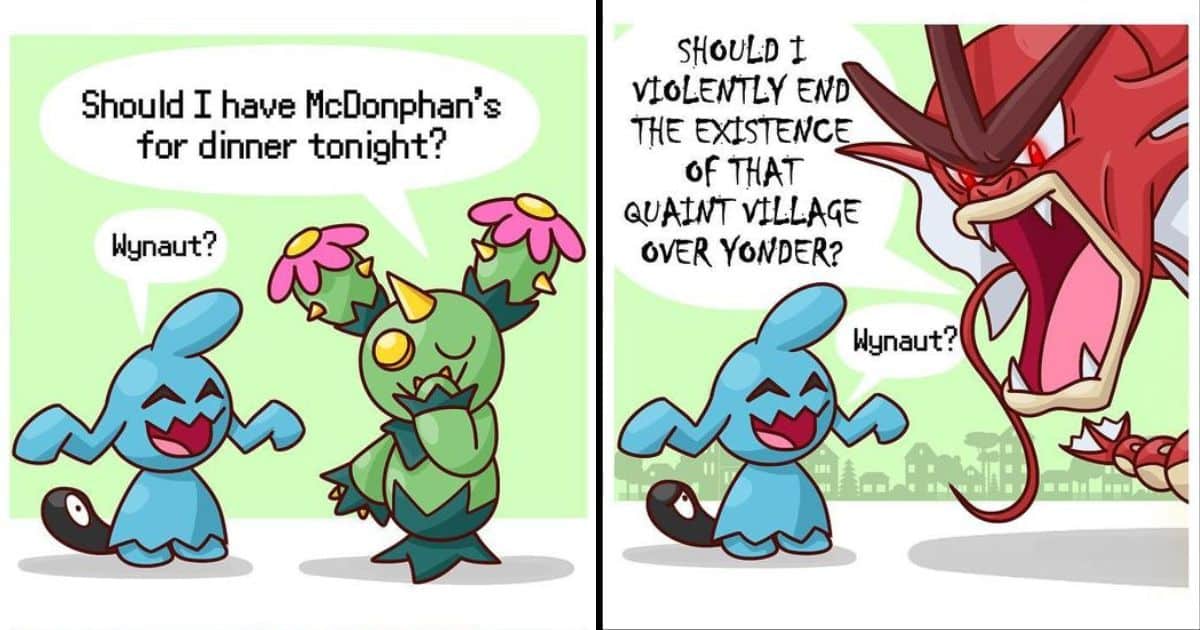 Should I have McDonphan's
for dinner tonight?
Wynaut?
SHOULD I
VIOLENTLY END
THE EXISTENCE
OF THAT
QUAINT VILLAGE
OVER YONDER?
Wynaut?